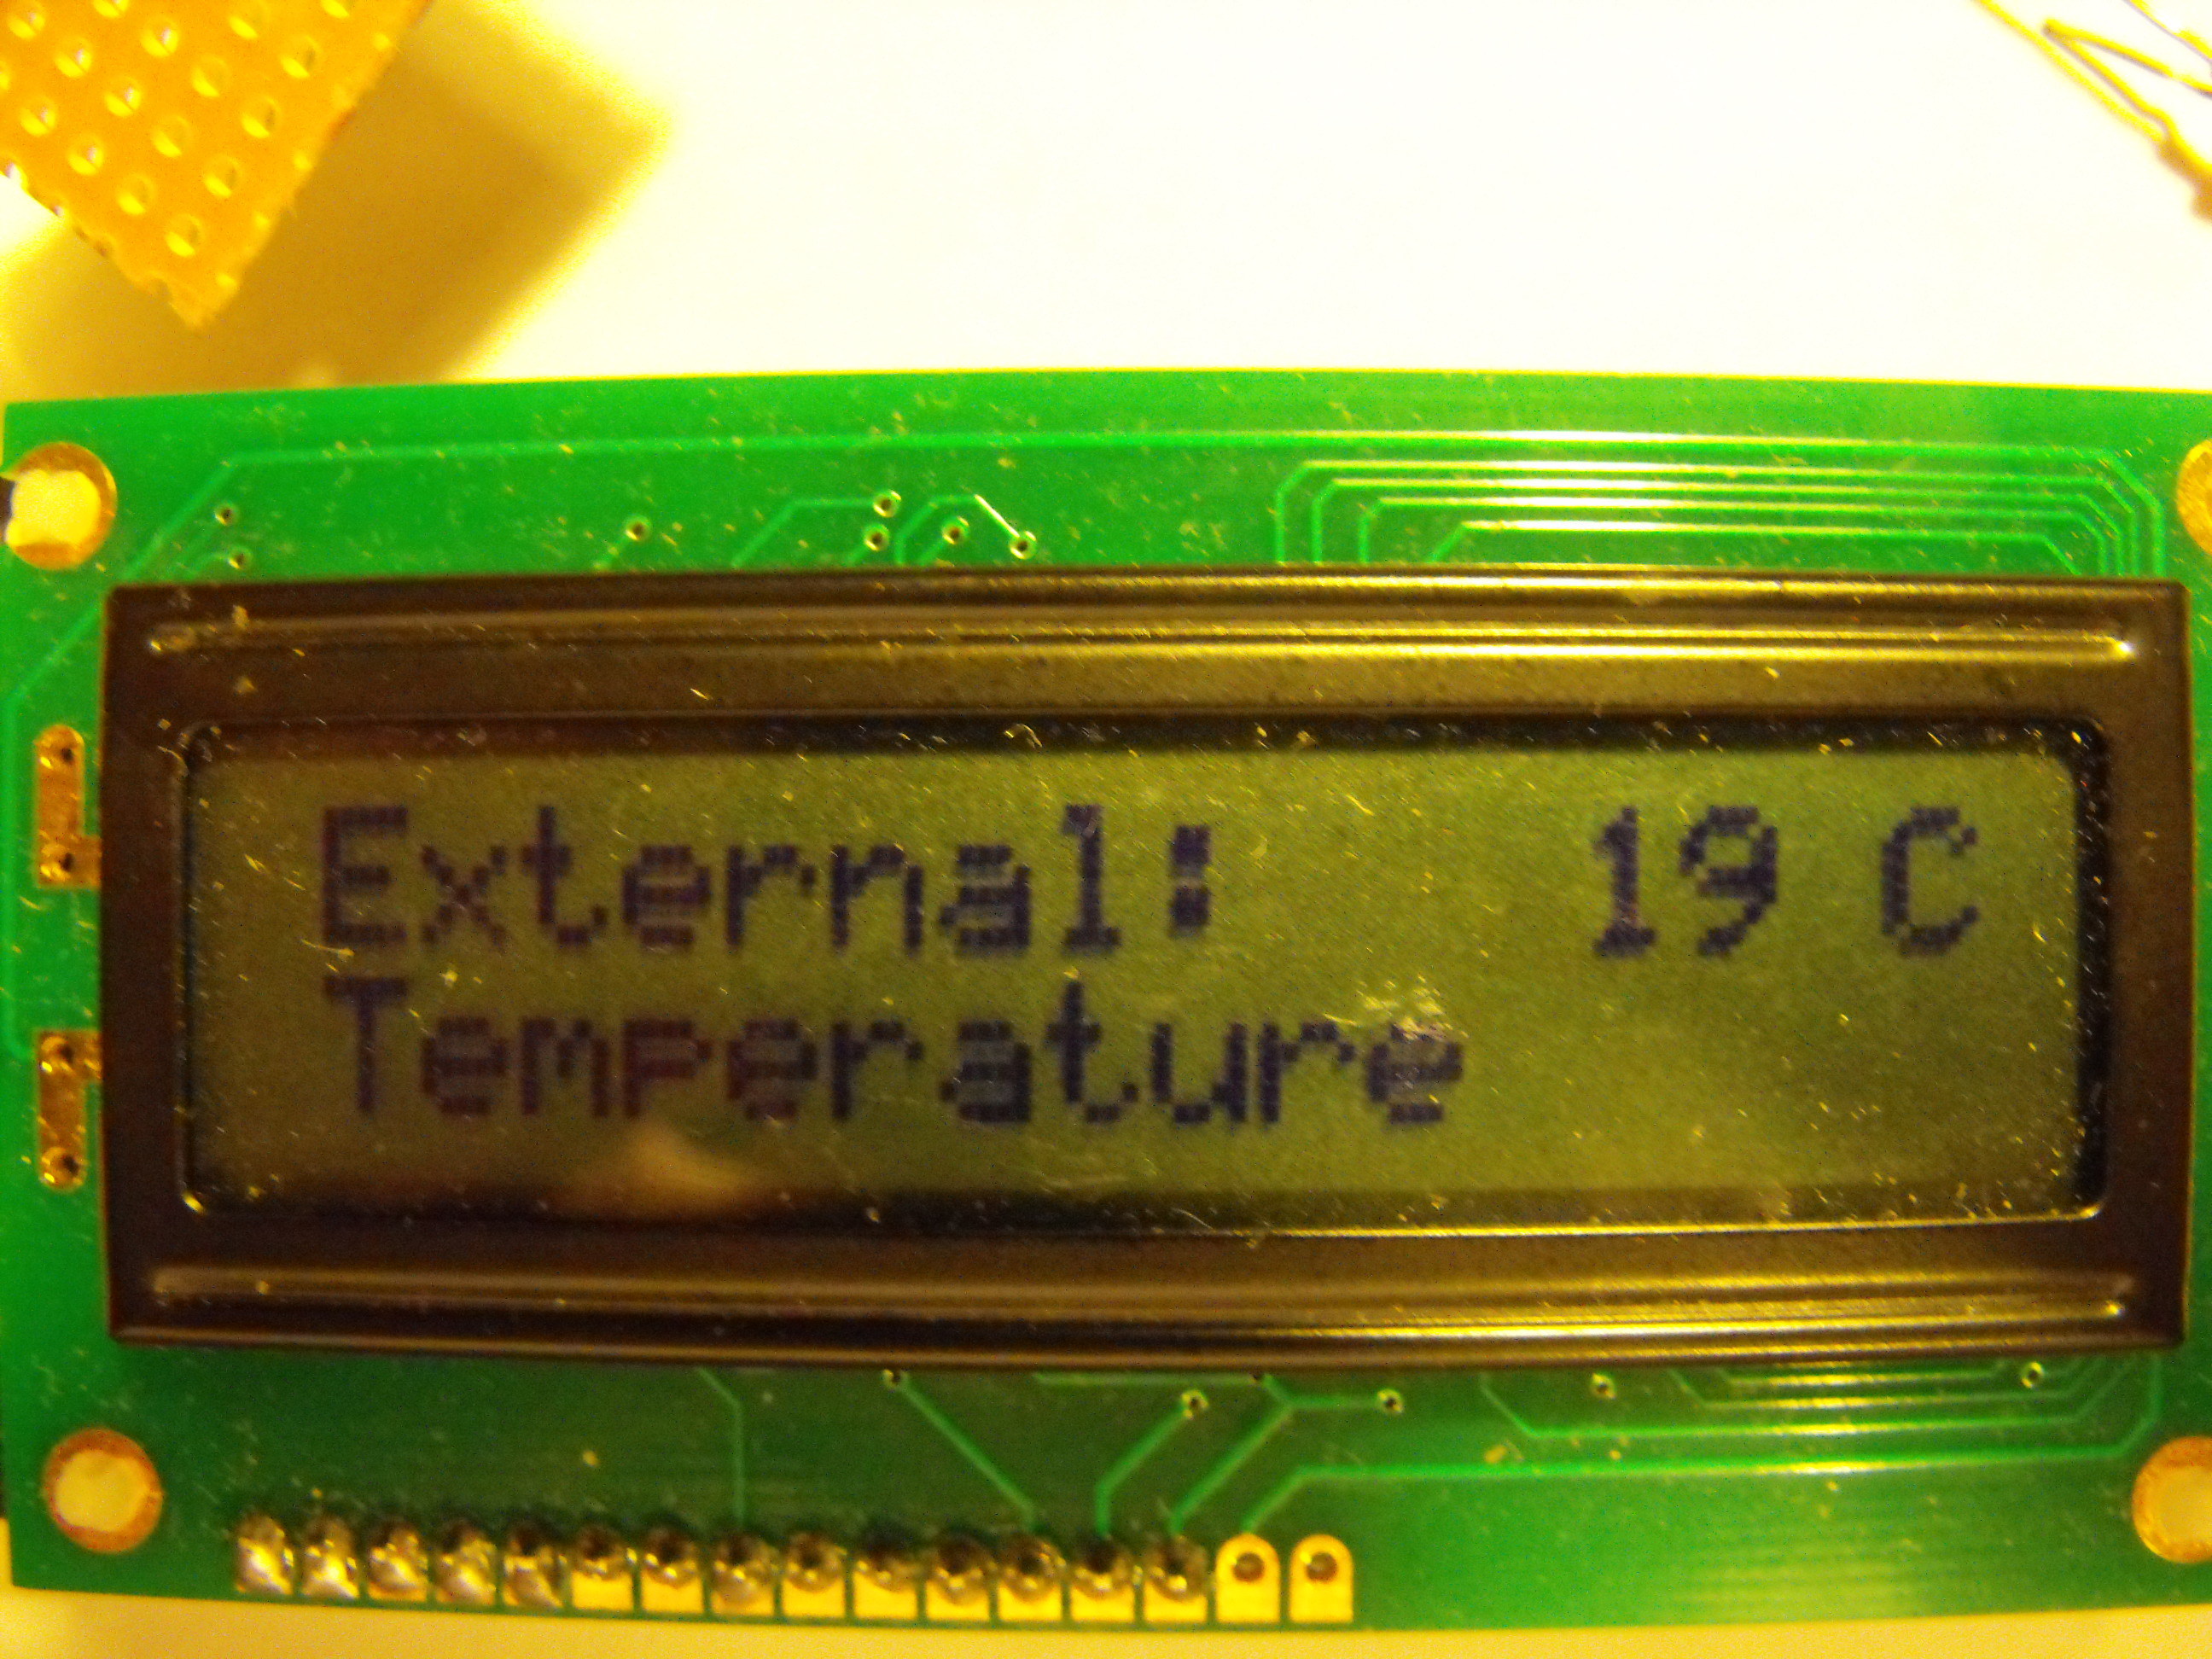 External: 19 C
Temperature